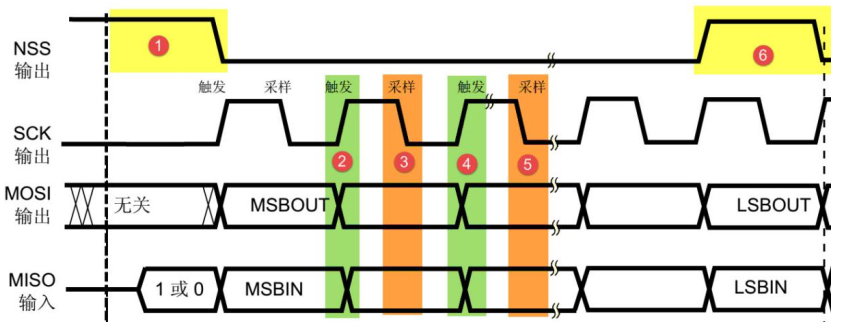 NSS
输出
1
6
触发 采样 触发 采样 触发 采样
SCK
输出
2 3 4 5
MOSI
输出
无关 MSBOUT LSBOUT
MISO
输入
1 或 0 MSBIN LSBIN